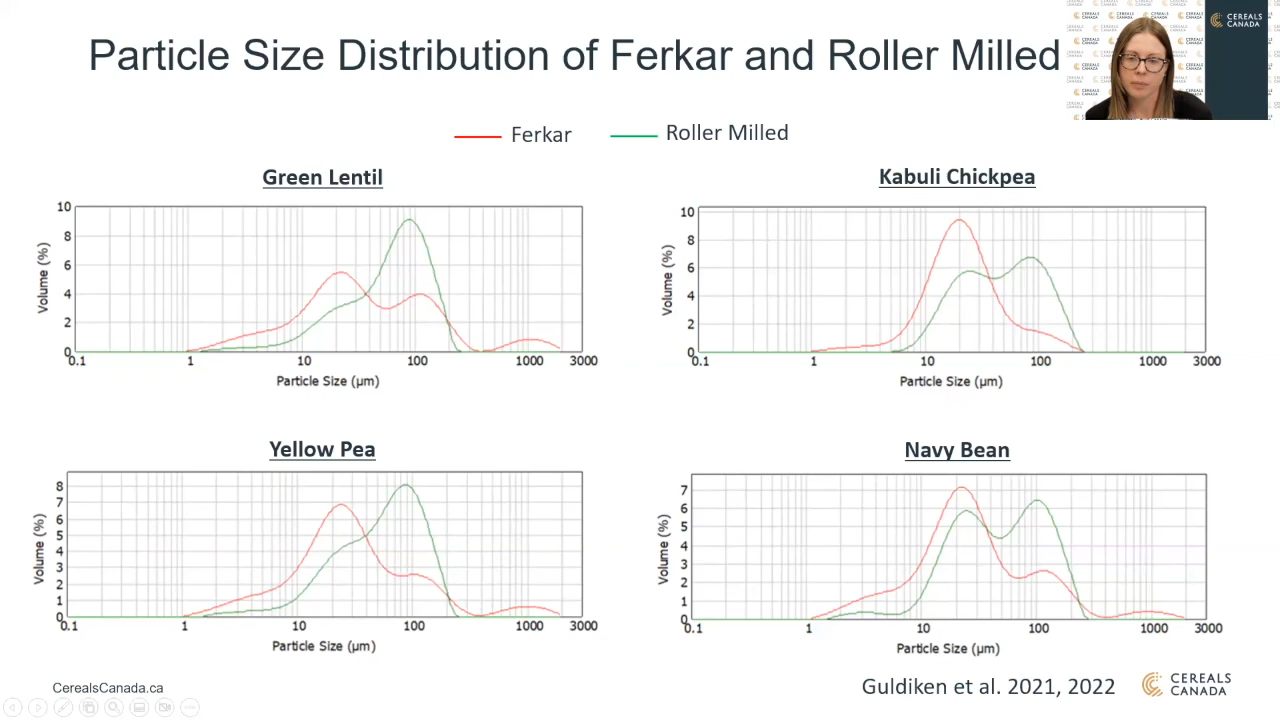 Particle Size Distribution of Ferkar and Roller Milled
CEREALS
CANADA
Ferkar
Roller Milled
Green Lentil
10
8
6
4
2
0
Volume (%)
0.1
1
10
100
1000
3000
Particle Size (µm)
Kabuli Chickpea
10
8
6
4
2
0
Volume (%)
0.1
1
10
100
1000
3000
Particle Size (µm)
Yellow Pea
8
7
6
5
4
3
2
1
0
Volume (%)
0.1
1
10
100
1000
3000
Particle Size (µm)
Navy Bean
7
6
5
4
3
2
1
0
Volume (%)
0.1
1
10
100
1000
3000
Particle Size (µm)
CerealsCanada.ca
Guldiken et al. 2021, 2022
CEREALS
CANADA